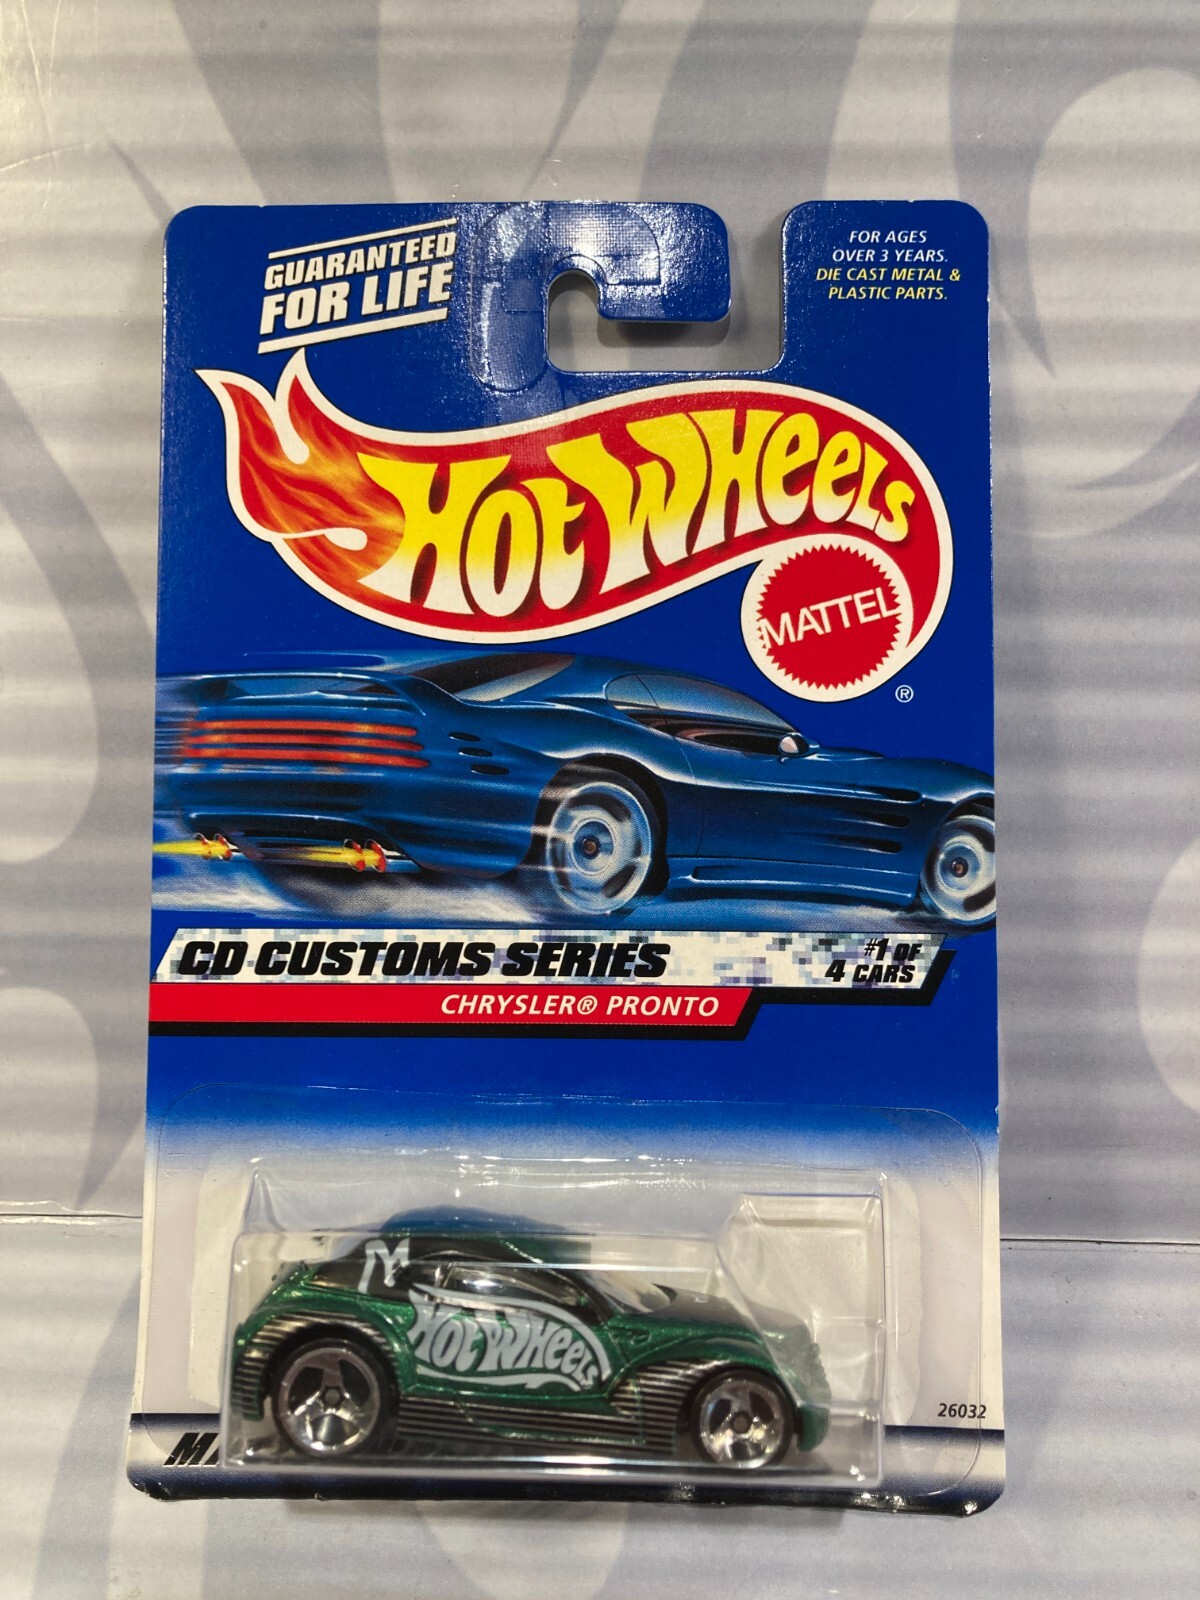 GUARANTEED
FOR LIFE
FOR AGES
OVER 3 YEARS.
DIE CAST METAL &
PLASTIC PARTS.
HOT WHEELS
MATTEL
®
CD CUSTOMS SERIES
#1 OF
4 CARS
CHRYSLER® PRONTO
M
HOT WHEELS
26032